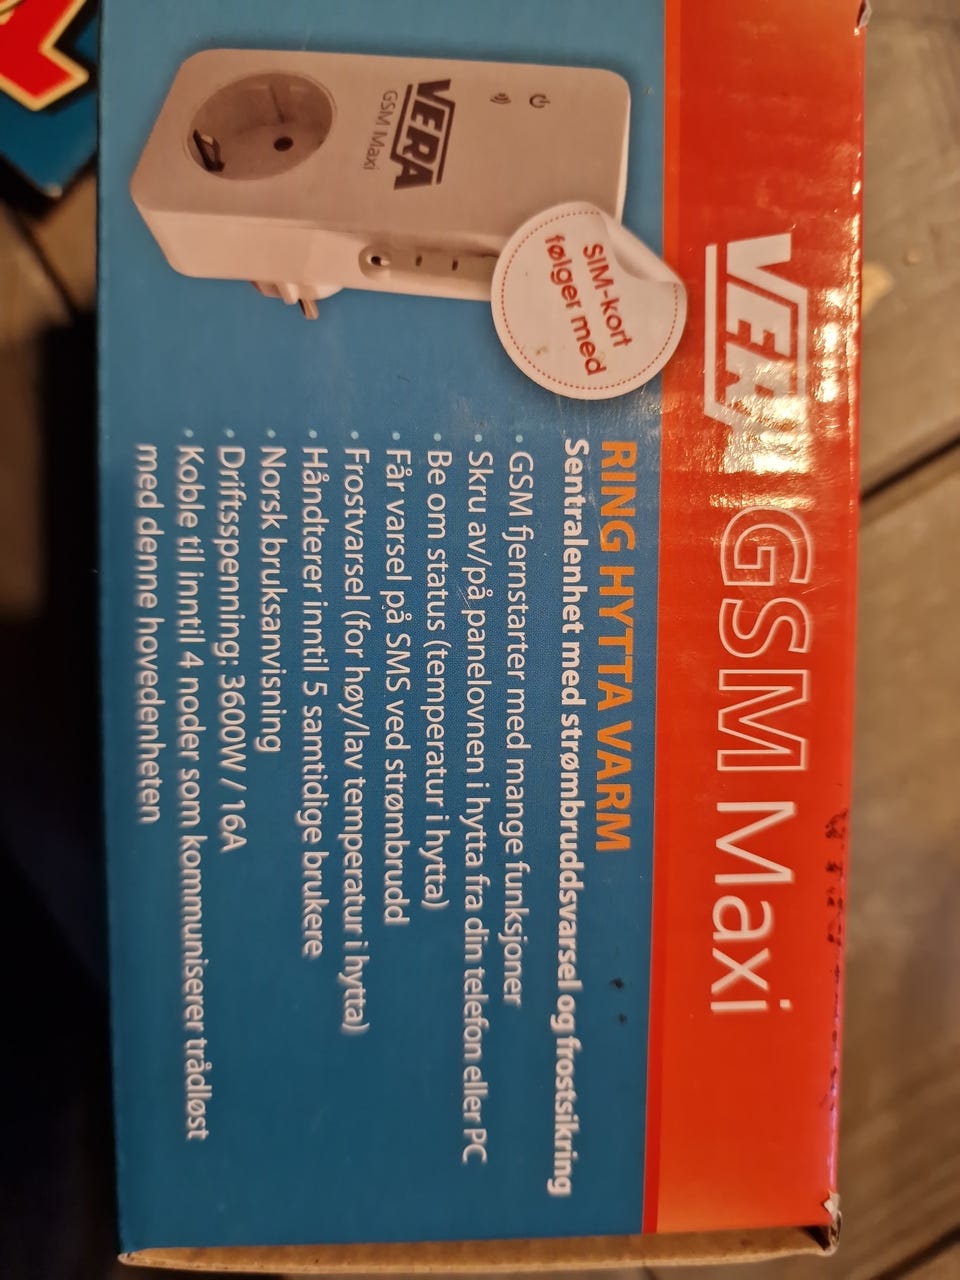 VERA GSM Maxi
VERA
GSM Maxi
SIM-kort
følger med
RING HYTTA VARM
Sentralenhet med strømbruddsvarsel og frostsikring
• GSM fjernstarter med mange funksjoner
• Skru av/på panelovnen i hytta fra din telefon eller PC
• Be om status (temperatur i hytta)
• Får varsel på SMS ved strømbrudd
• Frostvarsel (for høy/lav temperatur i hytta)
• Håndterer inntil 5 samtidige brukere
• Norsk bruksanvisning
• Driftsspenning: 3600W / 16A
• Koble til inntil 4 noder som kommuniserer trådløst
med denne hovedenheten